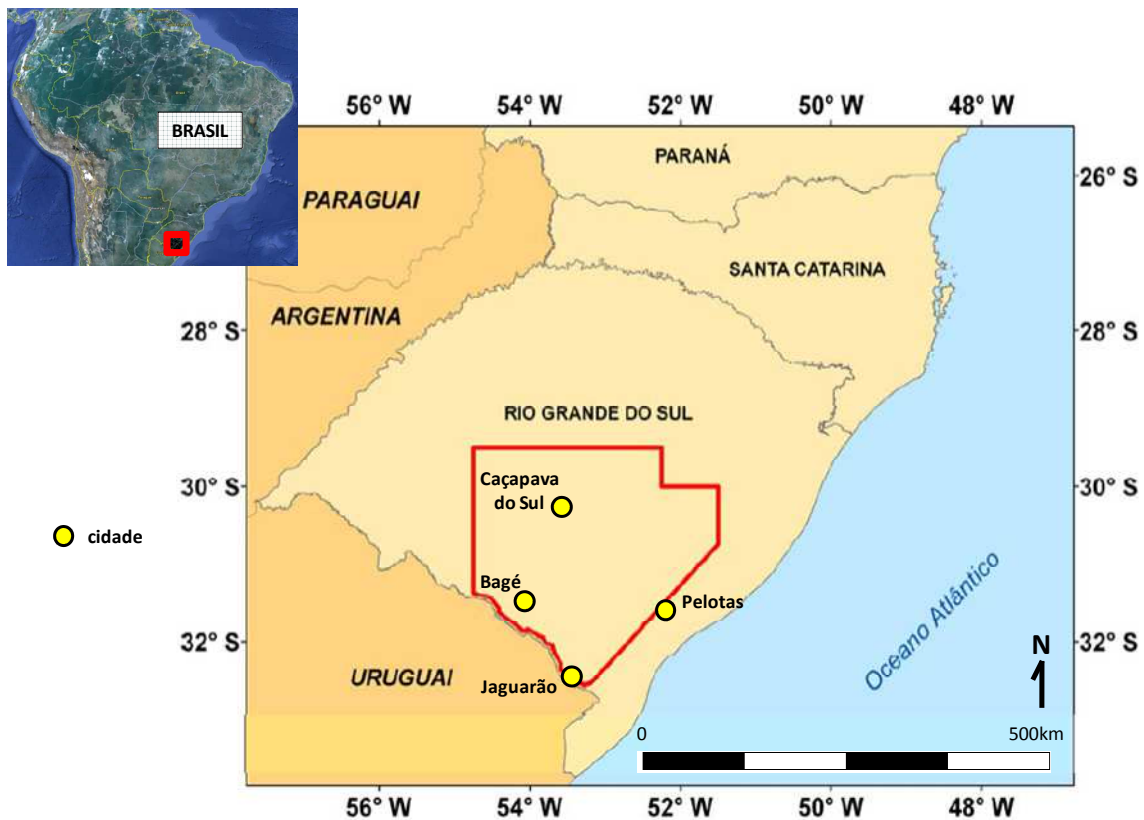 BRASIL
56° W
54° W
52° W
50° W
48° W
PARANÁ
26° S
PARAGUAI
SANTA CATARINA
ARGENTINA
28° S
28° S
RIO GRANDE DO SUL
Caçapava
do Sul
30° S
30° S
cidade
Bagé
Pelotas
Oceano Atlântico
32° S
32° S
N
URUGUAI
Jaguarão
0
500km
56° W
54° W
52° W
50° W
48° W